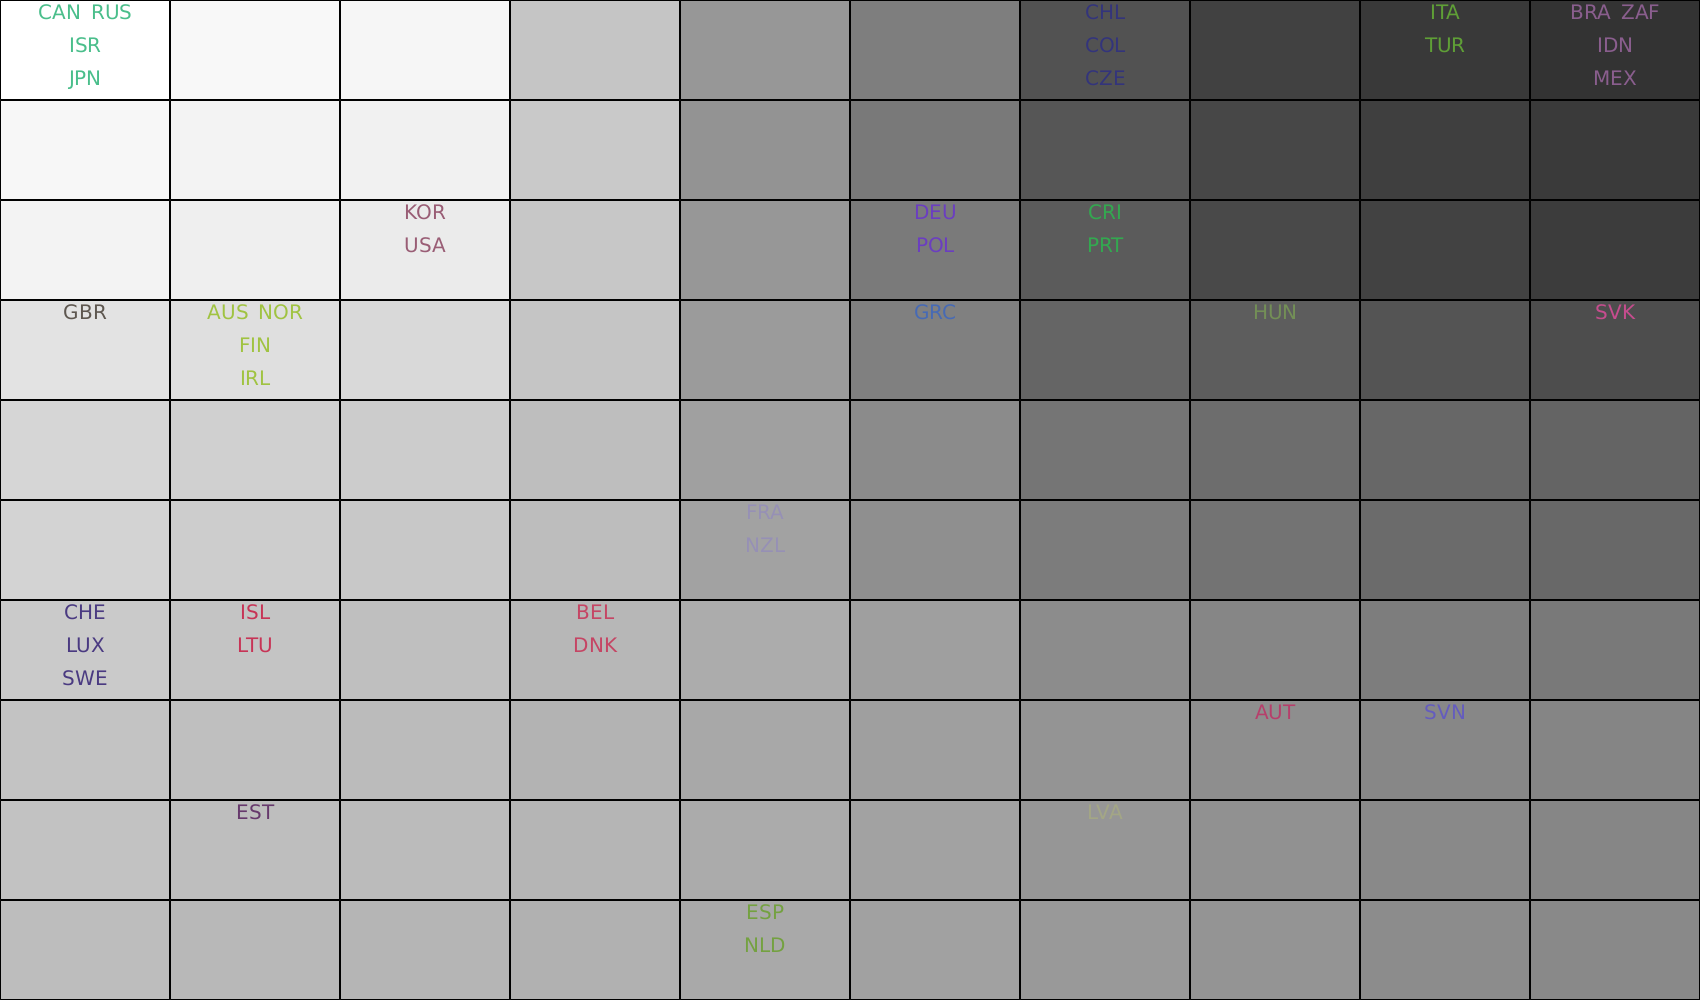 CAN RUS
ISR
JPN
CHL
COL
CZE
ITA
TUR
BRA ZAF
IDN
MEX
KOR
USA
DEU
POL
CRI
PRT
GBR
AUS NOR
FIN
IRL
GRC
HUN
SVK
FRA
NZL
CHE
LUX
SWE
ISL
LTU
BEL
DNK
AUT
SVN
EST
LVA
ESP
NLD